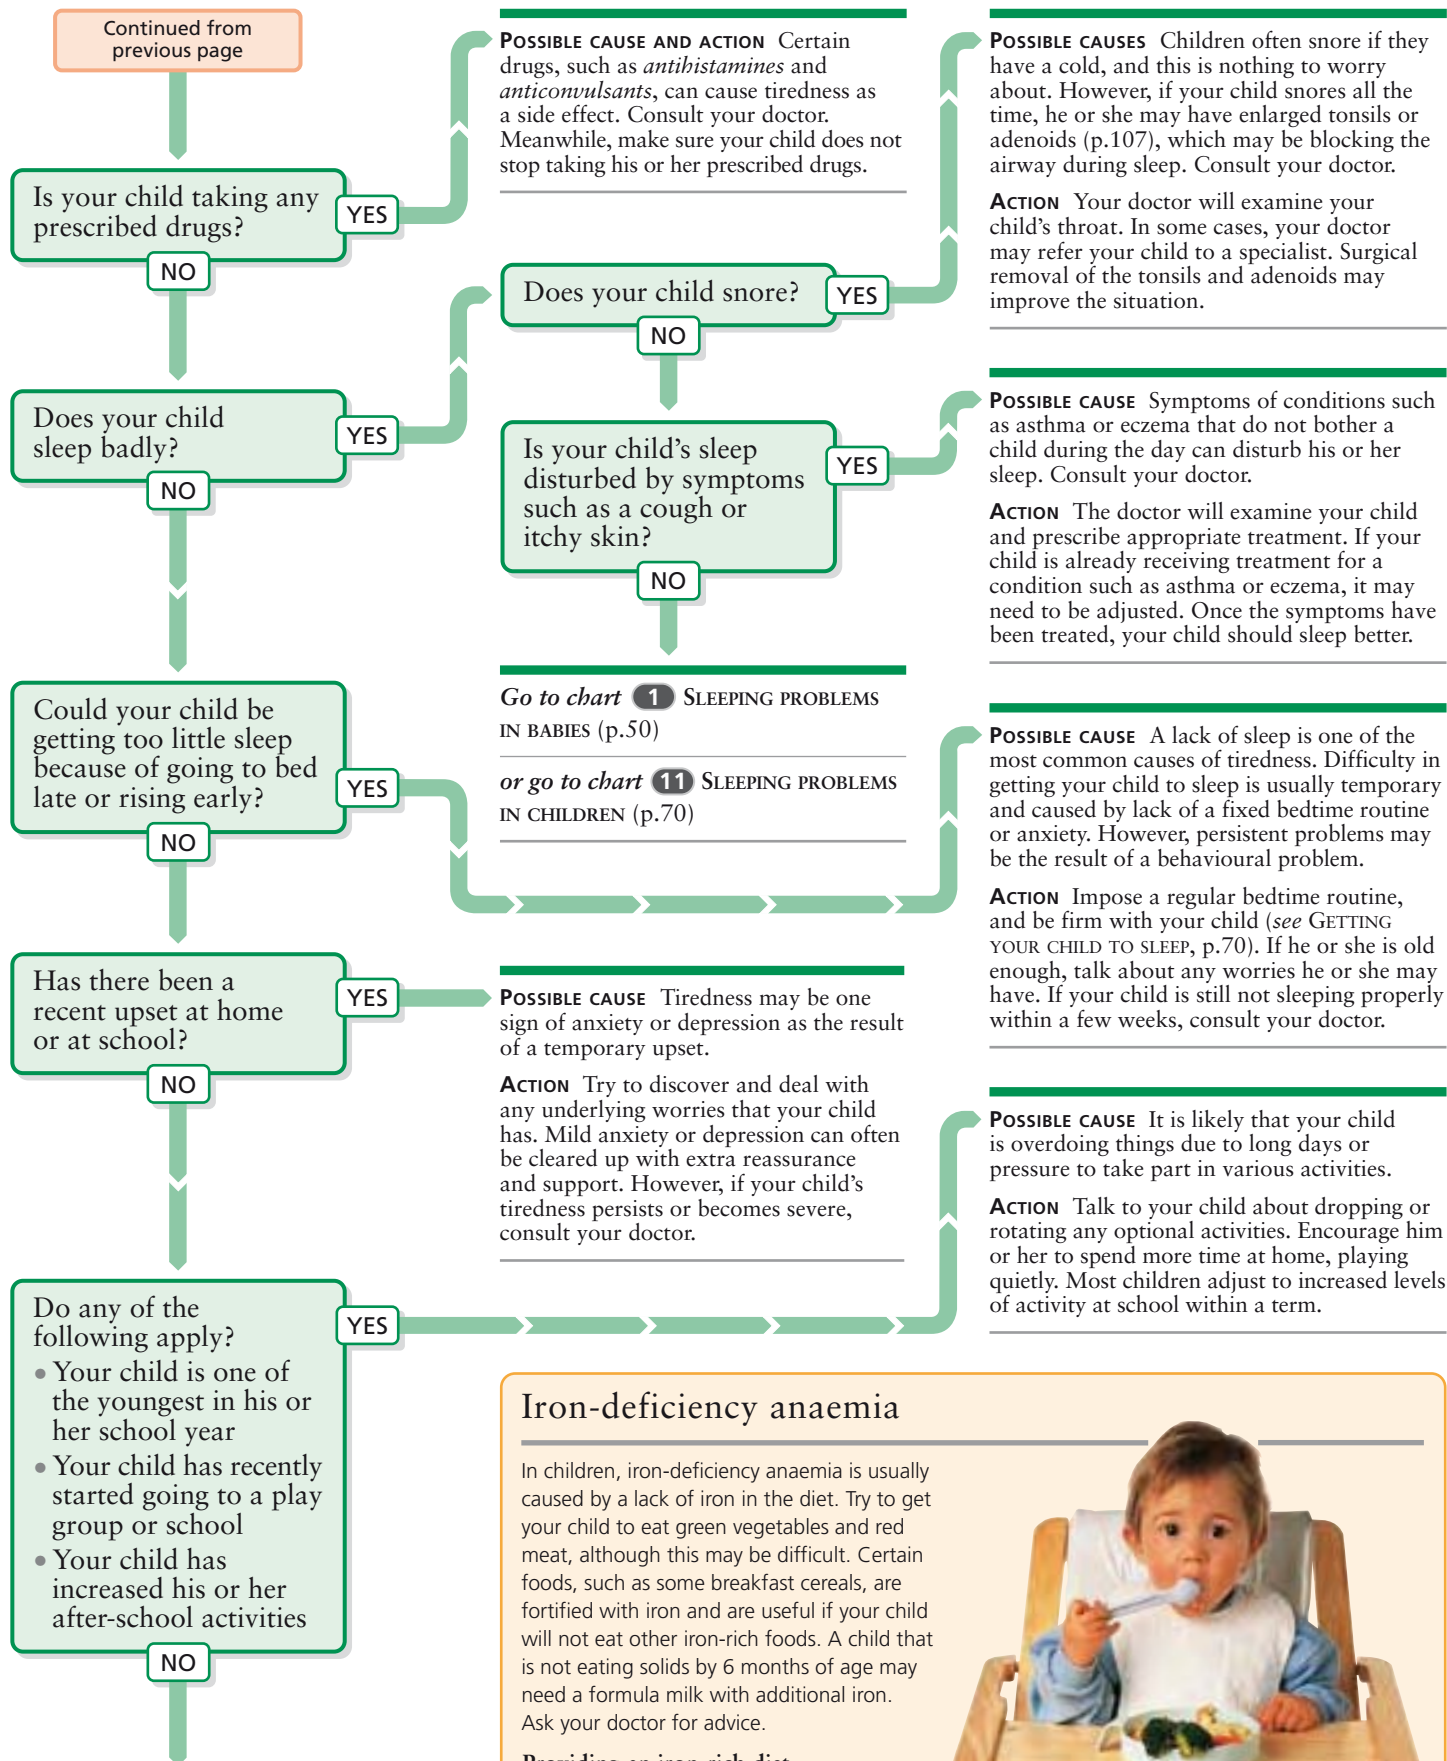 Continued from
previous page
Is your child taking any
prescribed drugs?
YES
NO
POSSIBLE CAUSE AND ACTION Certain
drugs, such as antihistamines and
anticonvulsants, can cause tiredness as
a side effect. Consult your doctor.
Meanwhile, make sure your child does not
stop taking his or her prescribed drugs.
Does your child
sleep badly?
YES
NO
Does your child snore?
YES
NO
POSSIBLE CAUSES Children often snore if they
have a cold, and this is nothing to worry
about. However, if your child snores all the
time, he or she may have enlarged tonsils or
adenoids (p.107), which may be blocking the
airway during sleep. Consult your doctor.
ACTION Your doctor will examine your
child's throat. In some cases, your doctor
may refer your child to a specialist. Surgical
removal of the tonsils and adenoids may
improve the situation.
Is your child's sleep
disturbed by symptoms
such as a cough or
itchy skin?
YES
NO
POSSIBLE CAUSE Symptoms of conditions such
as asthma or eczema that do not bother a
child during the day can disturb his or her
sleep. Consult your doctor.
ACTION The doctor will examine your child
and prescribe appropriate treatment. If your
child is already receiving treatment for a
condition such as asthma or eczema, it may
need to be adjusted. Once the symptoms have
been treated, your child should sleep better.
Go to chart 1 SLEEPING PROBLEMS
IN BABIES (p.50)
or go to chart 11 SLEEPING PROBLEMS
IN CHILDREN (p.70)
Could your child be
getting too little sleep
because of going to bed
late or rising early?
YES
NO
POSSIBLE CAUSE A lack of sleep is one of the
most common causes of tiredness. Difficulty in
getting your child to sleep is usually temporary
and caused by lack of a fixed bedtime routine
or anxiety. However, persistent problems may
be the result of a behavioural problem.
ACTION Impose a regular bedtime routine,
and be firm with your child (see GETTING
YOUR CHILD TO SLEEP, p.70). If he or she is old
enough, talk about any worries he or she may
have. If your child is still not sleeping properly
within a few weeks, consult your doctor.
Has there been a
recent upset at home
or at school?
YES
NO
POSSIBLE CAUSE Tiredness may be one
sign of anxiety or depression as the result
of a temporary upset.
ACTION Try to discover and deal with
any underlying worries that your child
has. Mild anxiety or depression can often
be cleared up with extra reassurance
and support. However, if your child's
tiredness persists or becomes severe,
consult your doctor.
Do any of the
following apply?
• Your child is one of
the youngest in his or
her school year
• Your child has recently
started going to a play
group or school
• Your child has
increased his or her
after-school activities
YES
NO
POSSIBLE CAUSE It is likely that your child
is overdoing things due to long days or
pressure to take part in various activities.
ACTION Talk to your child about dropping or
rotating any optional activities. Encourage him
or her to spend more time at home, playing
quietly. Most children adjust to increased levels
of activity at school within a term.
Iron-deficiency anaemia
In children, iron-deficiency anaemia is usually
caused by a lack of iron in the diet. Try to get
your child to eat green vegetables and red
meat, although this may be difficult. Certain
foods, such as some breakfast cereals, are
fortified with iron and are useful if your child
will not eat other iron-rich foods. A child that
is not eating solids by 6 months of age may
need a formula milk with additional iron.
Ask your doctor for advice.
Providing an iron-rich diet